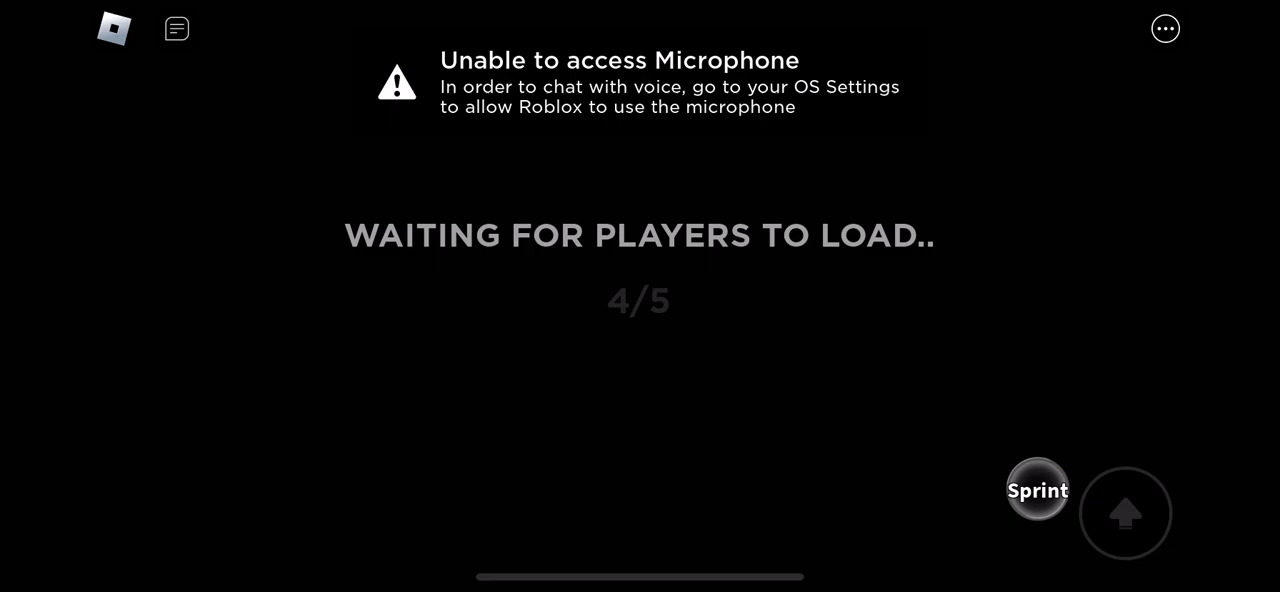 Unable to access Microphone
In order to chat with voice, go to your OS Settings
to allow Roblox to use the microphone
WAITING FOR PLAYERS TO LOAD..
4/5
Sprint